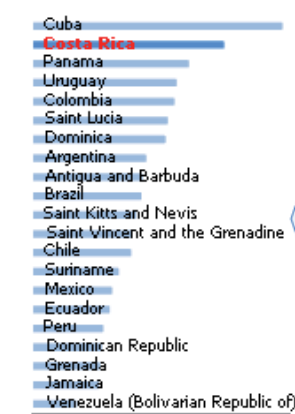 Cuba
Costa Rica
Panama
Uruguay
Colombia
Saint Lucia
Dominica
Argentina
Antigua and Barbuda
Brazil
Saint Kitts and Nevis
Saint Vincent and the Grenadine
Chile
Suriname
Mexico
Ecuador
Peru
Dominican Republic
Grenada
Jamaica
Venezuela (Bolivarian Republic of)